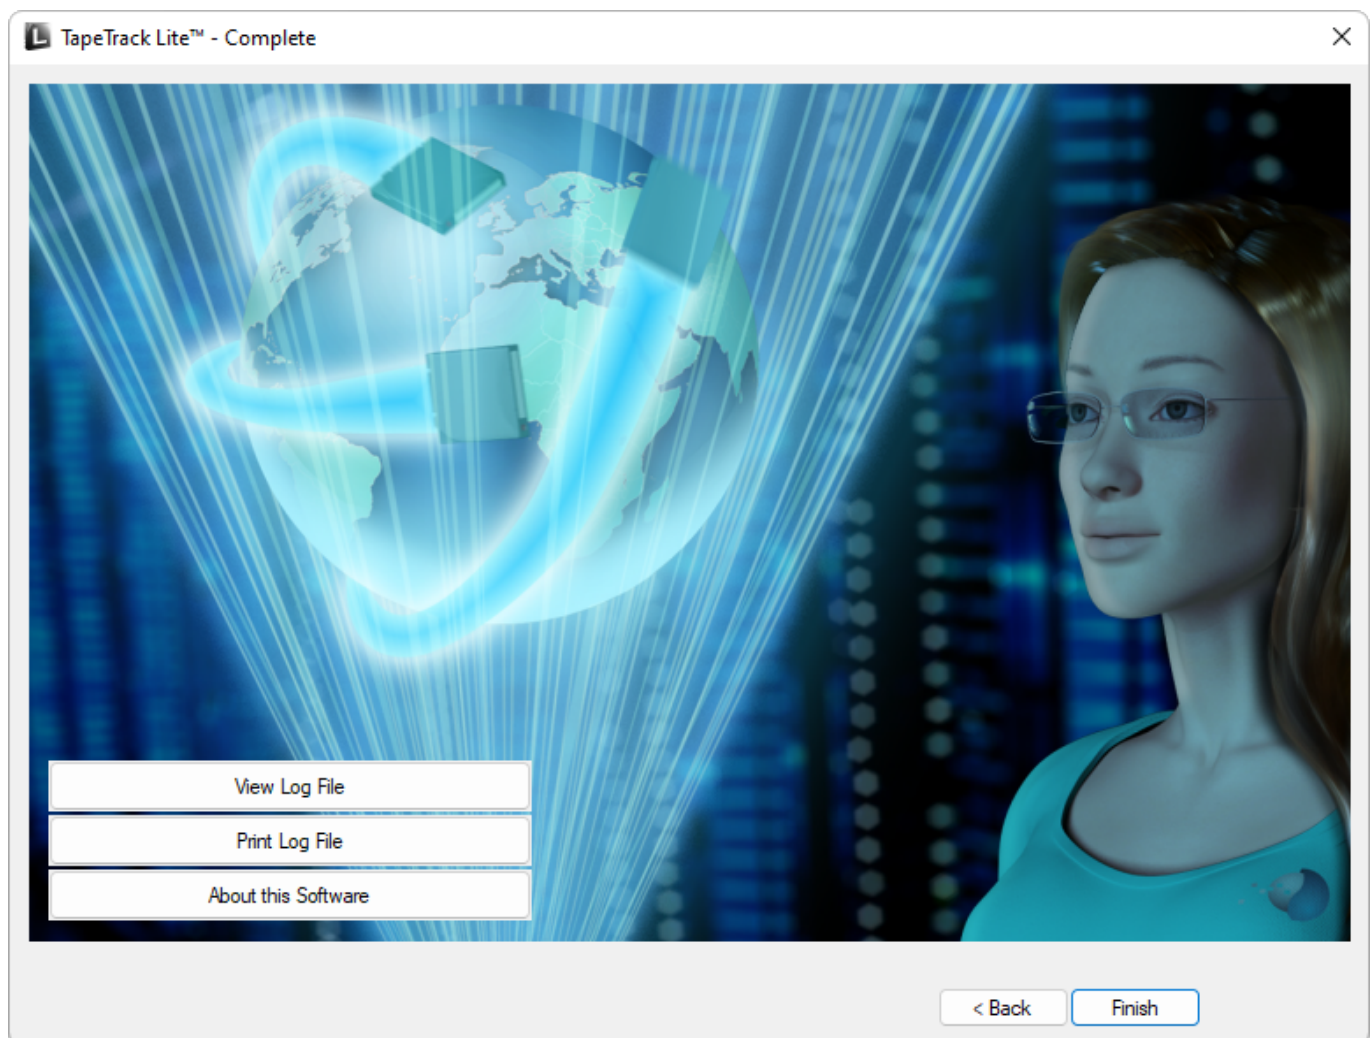 TapeTrack Lite™ - Complete
View Log File
Print Log File
About this Software
< Back
Finish